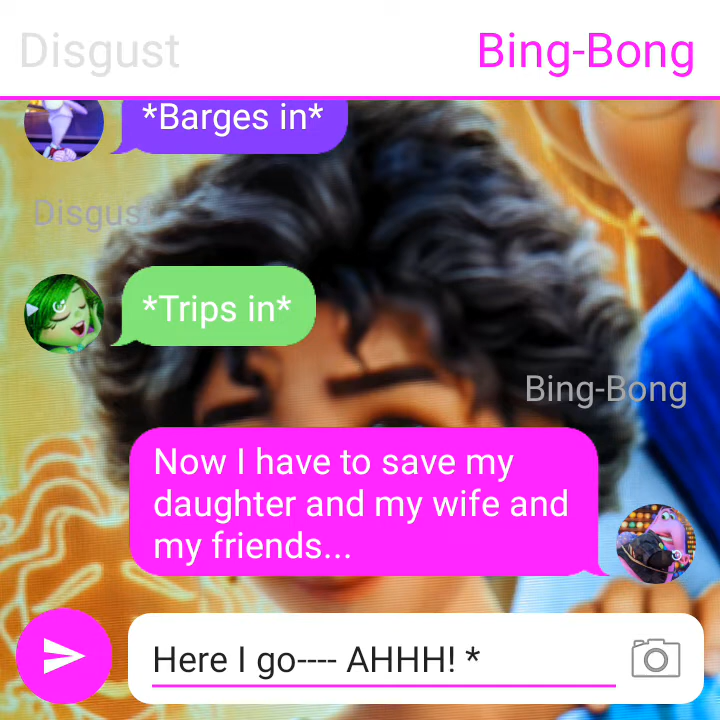 Disgust
Bing-Bong
*Barges in*
Disgus
*Trips in*
Bing-Bong
Now I have to save my
daughter and my wife and
my friends...
Here I go---- AHHH! *